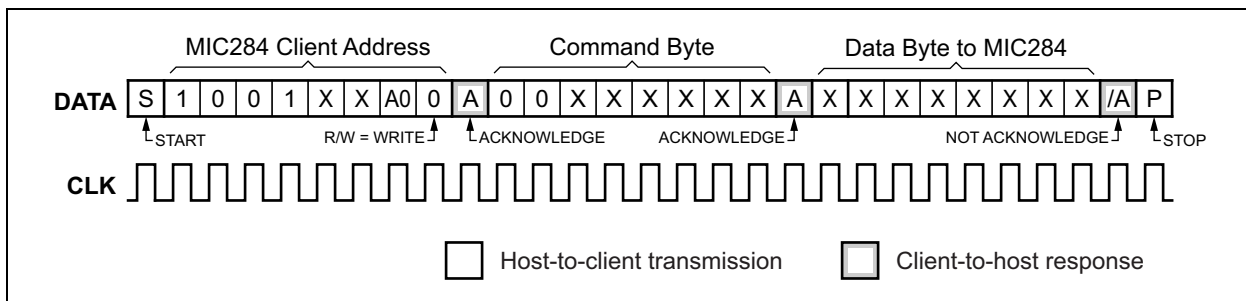 MIC284 Client Address Command Byte Data Byte to MIC284
DATA S 1 0 0 1 X X A0 0 A 0 0 X X X X X X A X X X X X X X X /A P
START R/W = WRITE ACKNOWLEDGE ACKNOWLEDGE NOT ACKNOWLEDGE STOP
CLK
Host-to-client transmission Client-to-host response